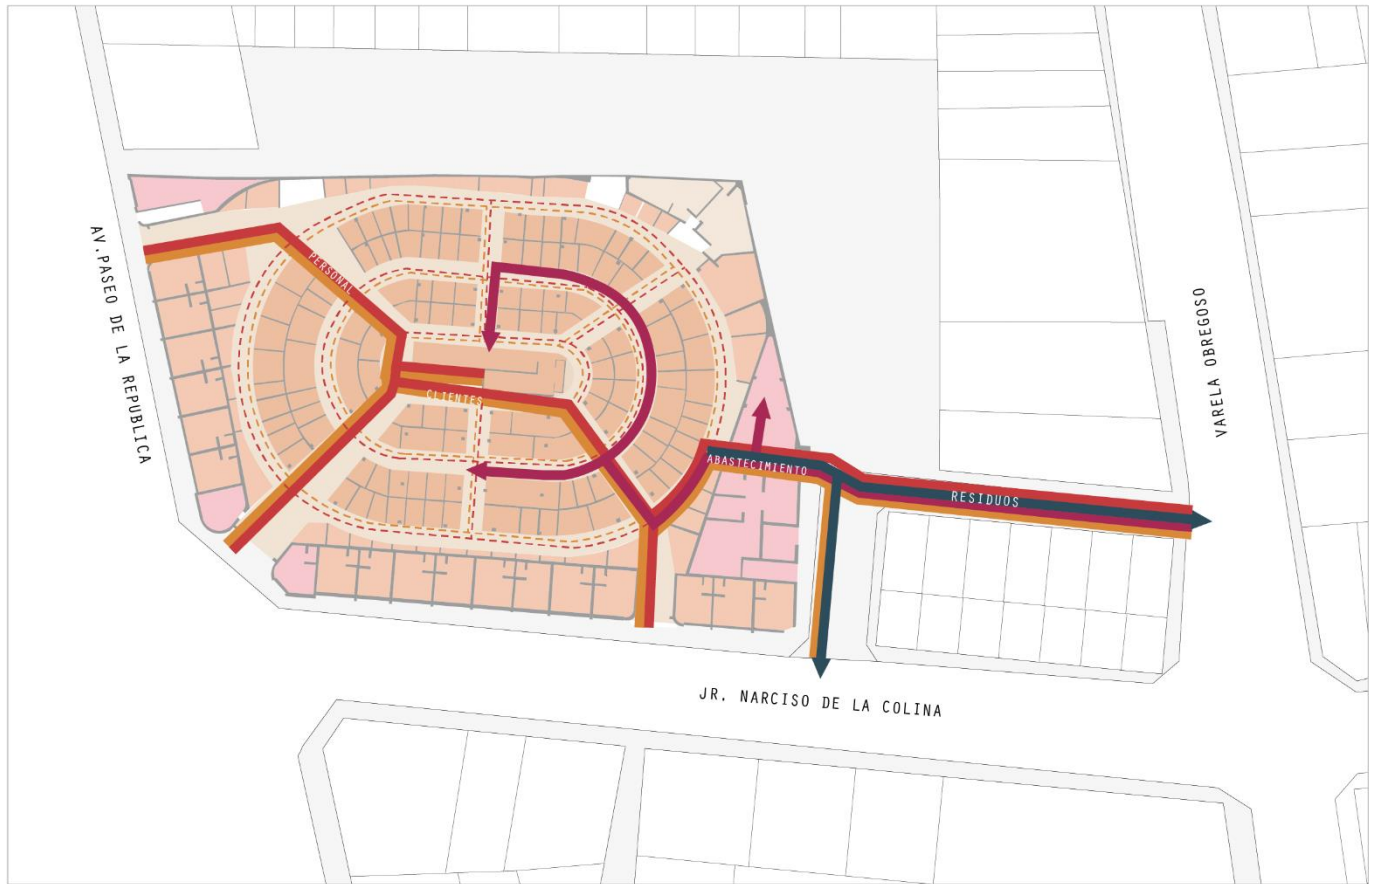 PERSONAL
AV.PASEO DE LA REPUBLICA
VARELA OBREGOSO
CLIENTES
ABASTECIMIENTO
RESIDUOS
JR. NARCISO DE LA COLINA